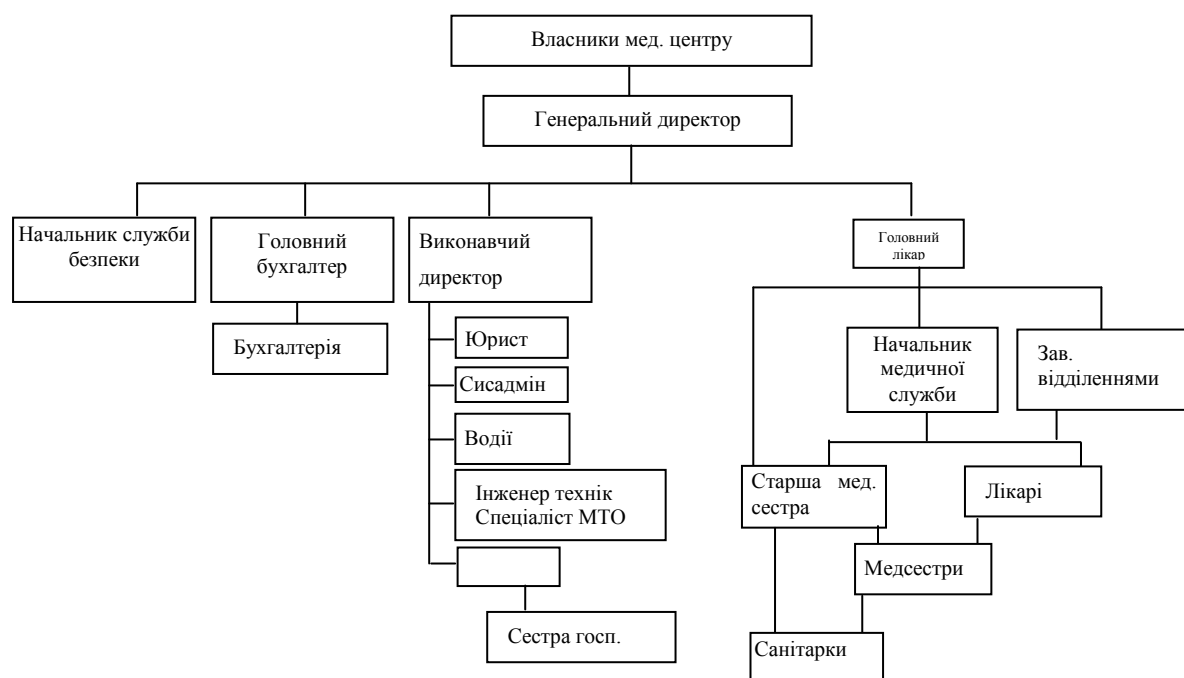 Власники мед. центру
Генеральний директор
Начальник служби
безпеки
Головний
бухгалтер
Виконавчий
директор
Головний
лікар
Бухгалтерія
Юрист
Сисадмін
Водії
Інженер технік
Спеціаліст МТО
Сестра госп.
Начальник
медичної
служби
Зав.
відділеннями
Старша мед.
сестра
Лікарі
Медсестри
Санітарки